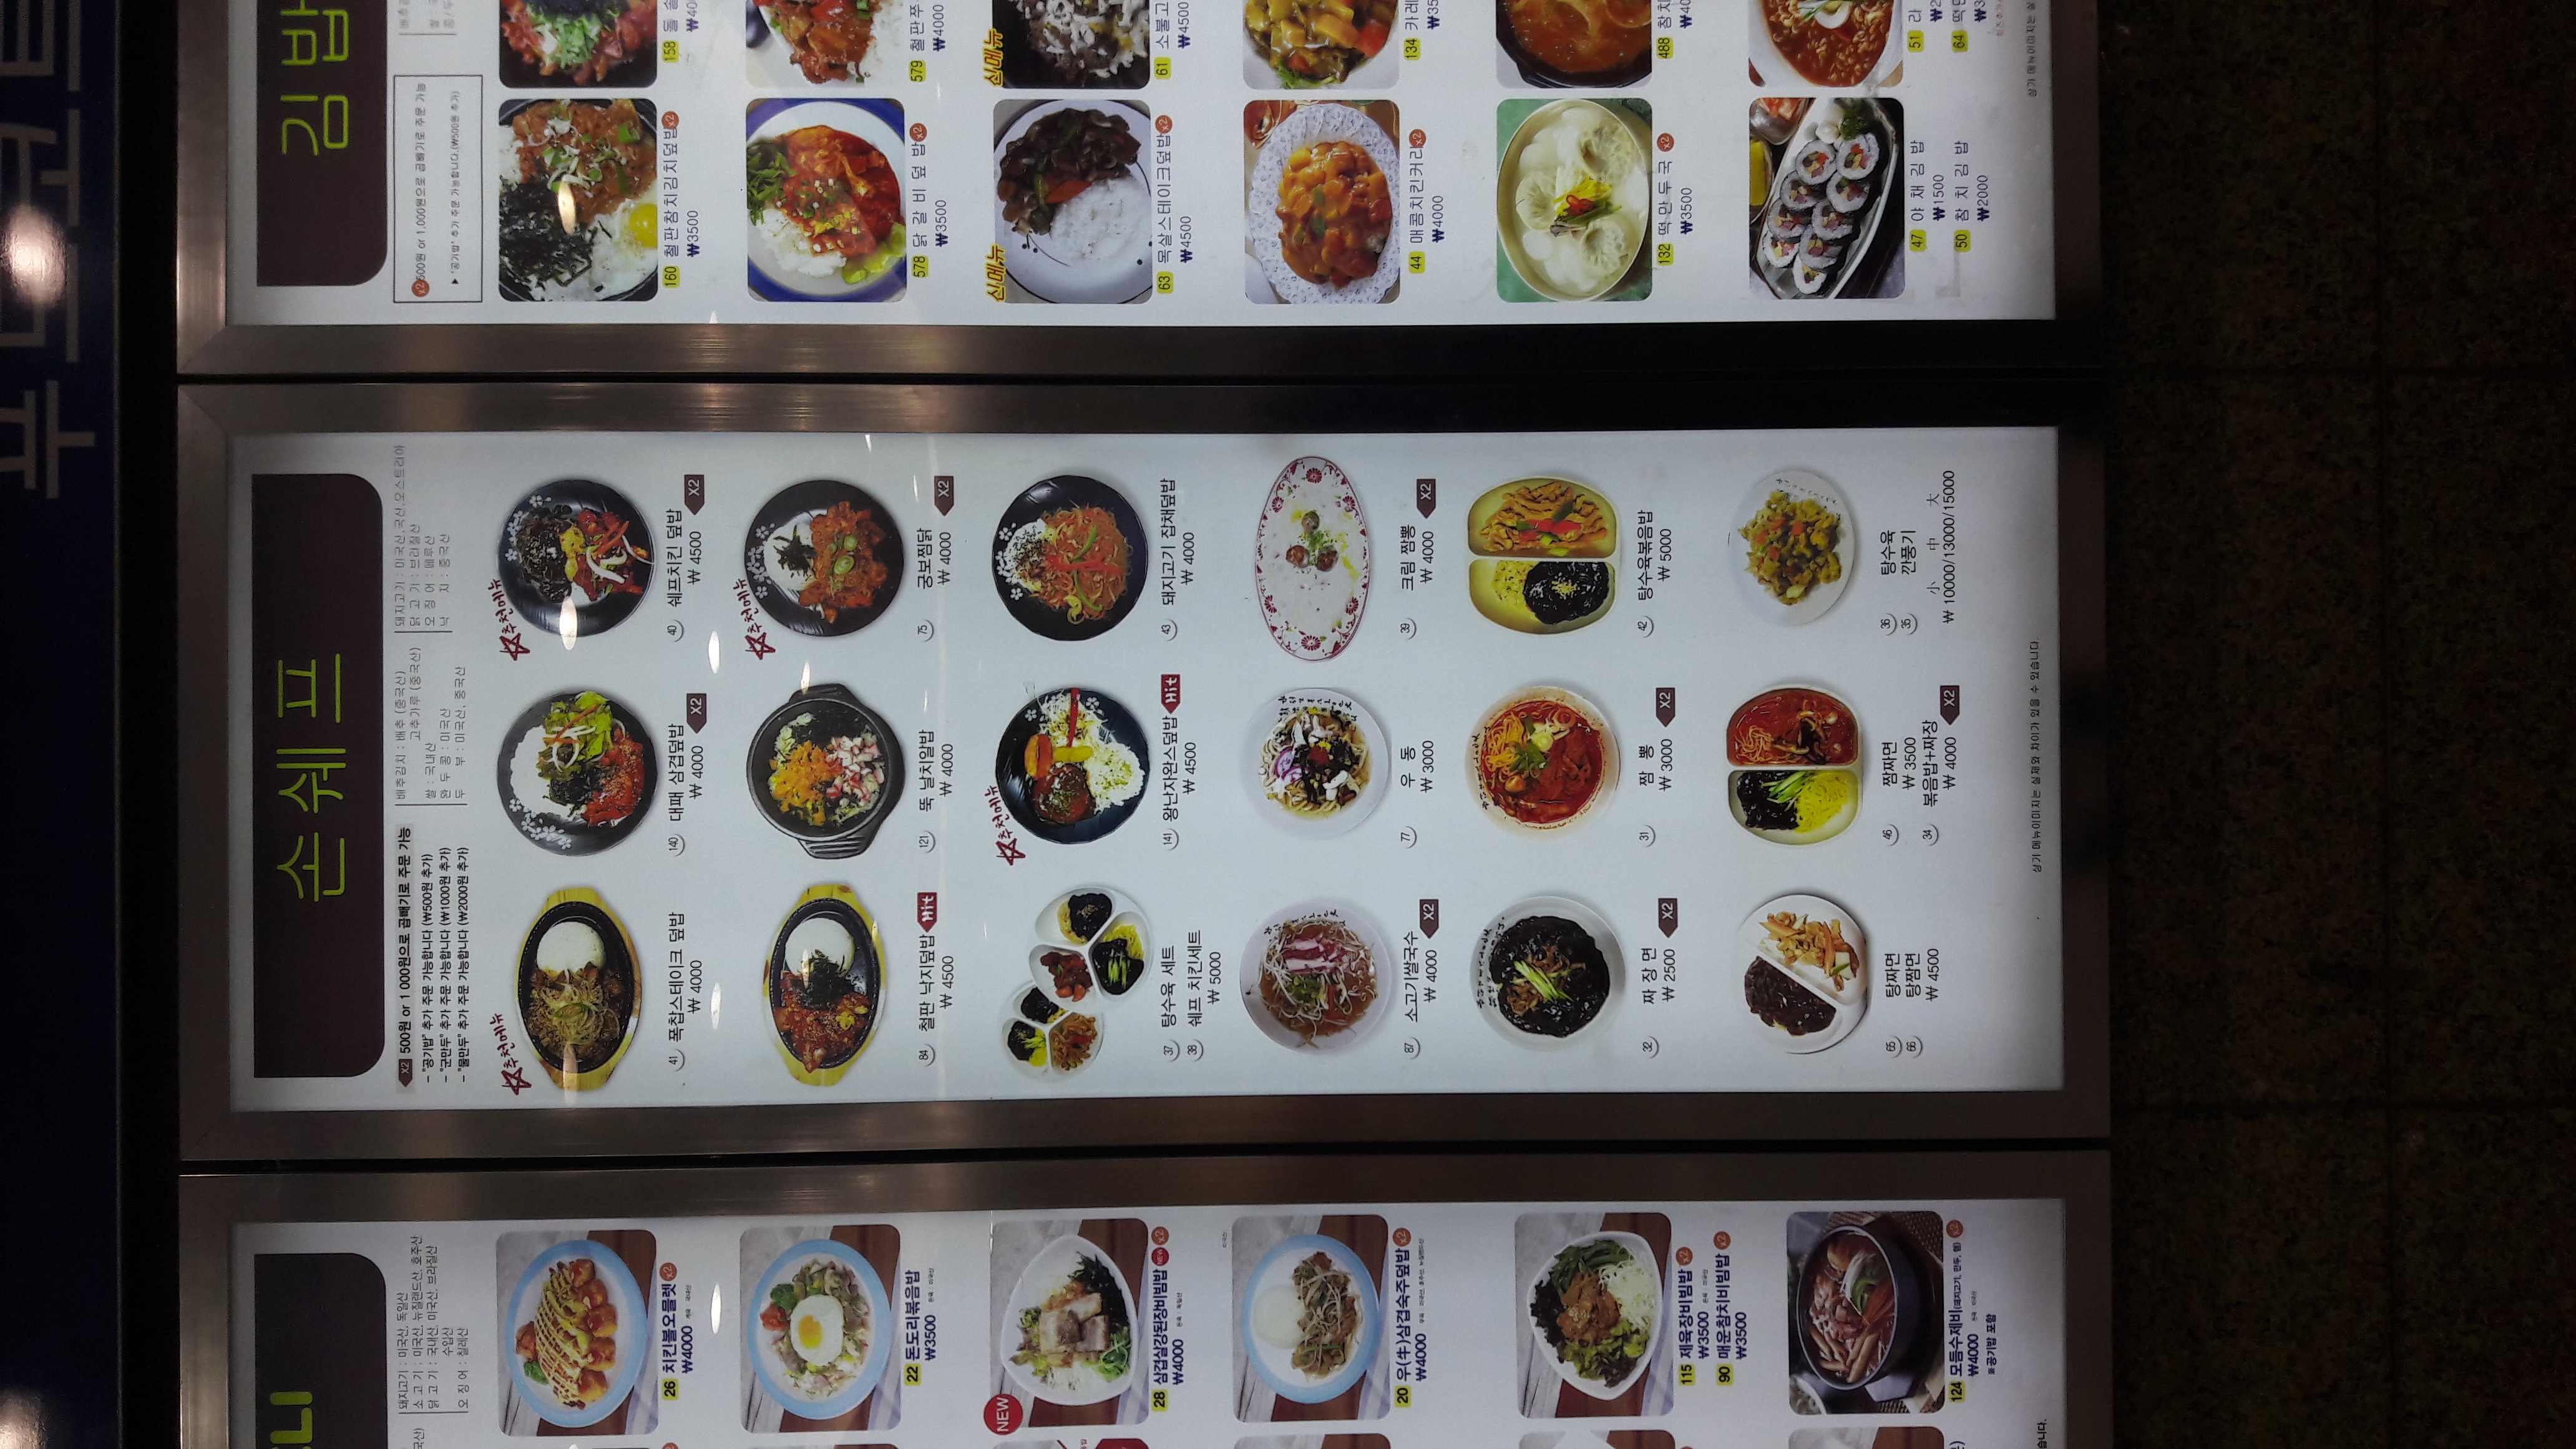 푸드코트
ELI
돼지고기 : 미국산, 독일산
소 고 기 : 미국산, 뉴질랜드산, 호주산
닭 고 기 : 국내산, 미국산, 브라질산
수입산
오 징 어 : 칠레산
국산)
26 치킨볼오믈렛 x2
₩4000
22 돈도리볶음밥
₩3500
NEW
28 삼겹살강된장비빔밥 NEW x2
₩4000
20 우(牛)삼겹숙주덮밥 x2
₩4000
115 제육장비빔밥 x2
₩3500
90 매운참치비빔밥 x2
₩3500
124 모듬수제비(돼지고기, 만두, 햄) x2
₩4000
※공기밥 포함
습니다.
손쉐프
X2 500원 or 1 000원으로 곱빼기로 주문 가능
- "공기밥" 추가 주문 가능합니다 (₩500원 추가)
- "군만두" 추가 주문 가능합니다 (₩1000원 추가)
- "물만두" 추가 주문 가능합니다 (₩2000원 추가)
배추김치 : 배추 (중국산)
고추가루 (중국산)
쌀 : 국내산
완 두 콩 : 미국산
두 부 : 미국산, 중국산
돼지고기 : 미국산,국산,오스트리아
닭 고 기 : 브라질산
오 징 어 : 페루산
낙 지 : 중국산
추천메뉴
추천메뉴
41 폭찹스테이크 덮밥
₩ 4000
140 대패 삼겹덮밥
₩ 4000 X2
40 쉐프치킨 덮밥
₩ 4500 X2
추천메뉴
84 철판 낙지덮밥 Hit
₩ 4500
121 뚝 날치알밥
₩ 4000
75 궁보찜닭
₩ 4000 X2
추천메뉴
37 탕수육 세트
38 쉐프 치킨세트
₩ 5000
141 왕난자완스덮밥 Hit
₩ 4500
43 돼지고기 잡채덮밥
₩ 4000
87 소고기쌀국수
₩ 4000 X2
77 우 동
₩ 3000
39 크림 짬뽕
₩ 4000 X2
32 짜 장 면
₩ 2500 X2
31 짬 뽕
₩ 3000 X2
42 탕수육볶음밥
₩ 5000
65 탕짜면
66 탕짬면
₩ 4500
46 짬짜면
₩ 3500
34 볶음밥+짜장
₩ 4000 X2
36 탕수육
35 깐풍기
小 中 大
₩ 10000/13000/15000
상기 메뉴이미지는 실제와 차이가 있을 수 있습니다.
김밥
x2 500원 or 1,000원으로 곱빼기로 주문 가능
▶ "공기밥" 추가 주문 가능합니다.(₩500원 추가)
160 철판참치김치덮밥 x2
₩3500
158 돌 솥
₩40
578 닭 갈 비 덮 밥 x2
₩3500
579 철판쭈
₩4000
신메뉴
신메뉴
63 목살스테이크덮밥 x2
₩4500
61 소불고
₩4500
44 매콤치킨커리 x2
₩4000
134 카레
₩35
132 떡 만 두 국 x2
₩3500
488 참치
₩40
47 야 채 김 밥
₩1500
50 참 치 김 밥
₩2000
51 라
₩2
64 떡만
₩3
상기 메뉴이미지는 실